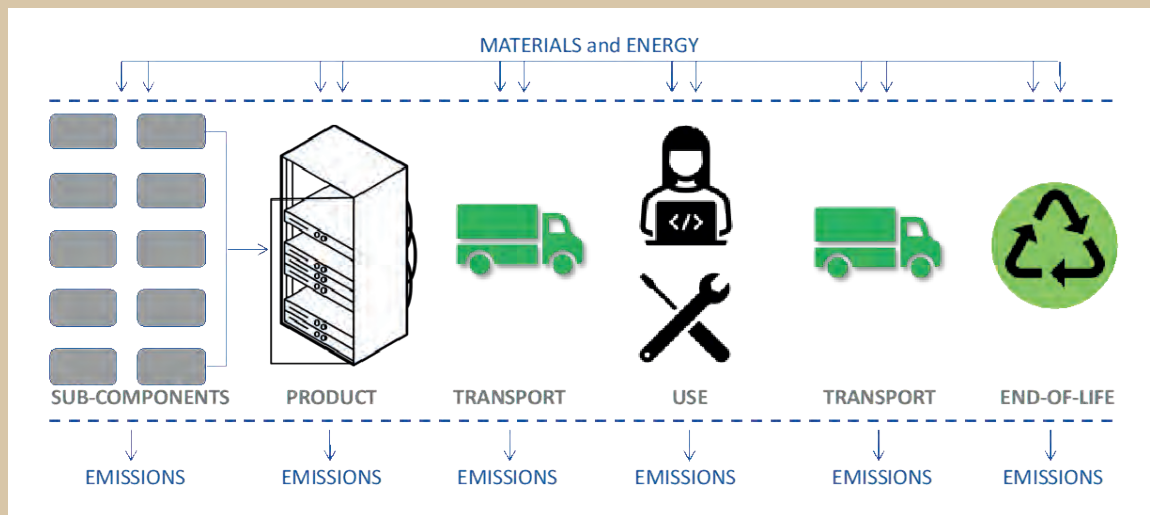 MATERIALS and ENERGY
</>
SUB-COMPONENTS PRODUCT TRANSPORT USE TRANSPORT END-OF-LIFE
EMISSIONS EMISSIONS EMISSIONS EMISSIONS EMISSIONS EMISSIONS